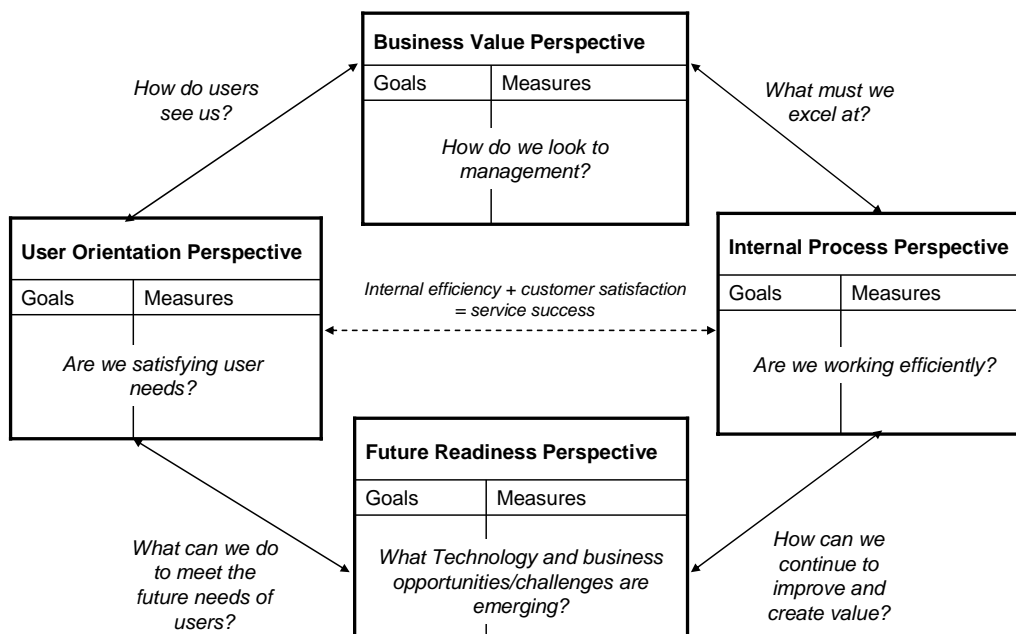 Business Value Perspective
Goals
Measures
How do we look to
management?
How do users
see us?
What must we
excel at?
User Orientation Perspective
Goals
Measures
Are we satisfying user
needs?
Internal efficiency + customer satisfaction
= service success
Internal Process Perspective
Goals
Measures
Are we working efficiently?
Future Readiness Perspective
Goals
Measures
What Technology and business
opportunities/challenges are
emerging?
What can we do
to meet the
future needs of
users?
How can we
continue to
improve and
create value?